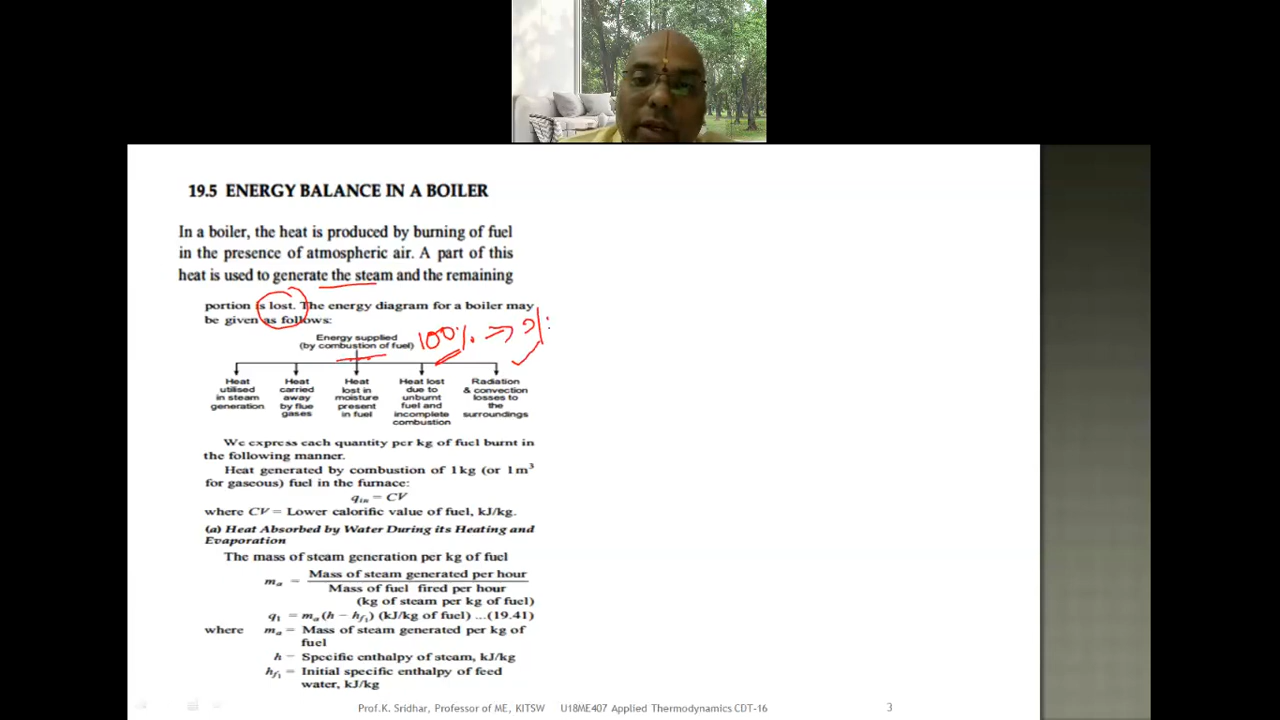 19.5 ENERGY BALANCE IN A BOILER
In a boiler, the heat is produced by burning of fuel
in the presence of atmospheric air. A part of this
heat is used to generate the steam and the remaining
portion is lost. The energy diagram for a boiler may
be given as follows:
Energy supplied
(by combustion of fuel)
100% →
Heat
utilised
in steam
generation
Heat
carried
away
by flue
gases
Heat
lost in
moisture
present
in fuel
Heat lost
due to
unburnt
fuel and
incomplete
combustion
Radiation
& convection
losses to
the
surroundings
We express each quantity per kg of fuel burnt in
the following manner.
Heat generated by combustion of 1 kg (or 1 m³
for gaseous) fuel in the furnace:
qᵢₙ = CV
where CV = Lower calorific value of fuel, kJ/kg.
(a) Heat Absorbed by Water During its Heating and
Evaporation
The mass of steam generation per kg of fuel
mₐ = Mass of steam generated per hour
Mass of fuel fired per hour
(kg of steam per kg of fuel)
q₁ = mₐ(h − h_f₁) (kJ/kg of fuel) ...(19.41)
where mₐ = Mass of steam generated per kg of
fuel
h = Specific enthalpy of steam, kJ/kg
h_f₁ = Initial specific enthalpy of feed
water, kJ/kg
Prof.K. Sridhar, Professor of ME, KITSW U18ME407 Applied Thermodynamics CDT-16 3